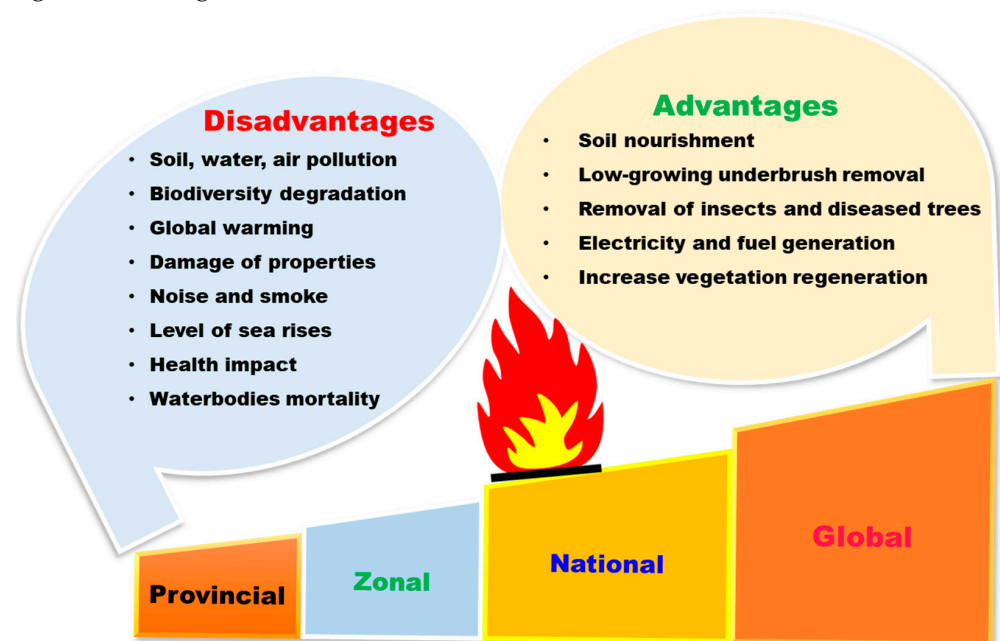 Disadvantages
• Soil, water, air pollution
• Biodiversity degradation
• Global warming
• Damage of properties
• Noise and smoke
• Level of sea rises
• Health impact
• Waterbodies mortality
Advantages
• Soil nourishment
• Low-growing underbrush removal
• Removal of insects and diseased trees
• Electricity and fuel generation
• Increase vegetation regeneration
Provincial
Zonal
National
Global